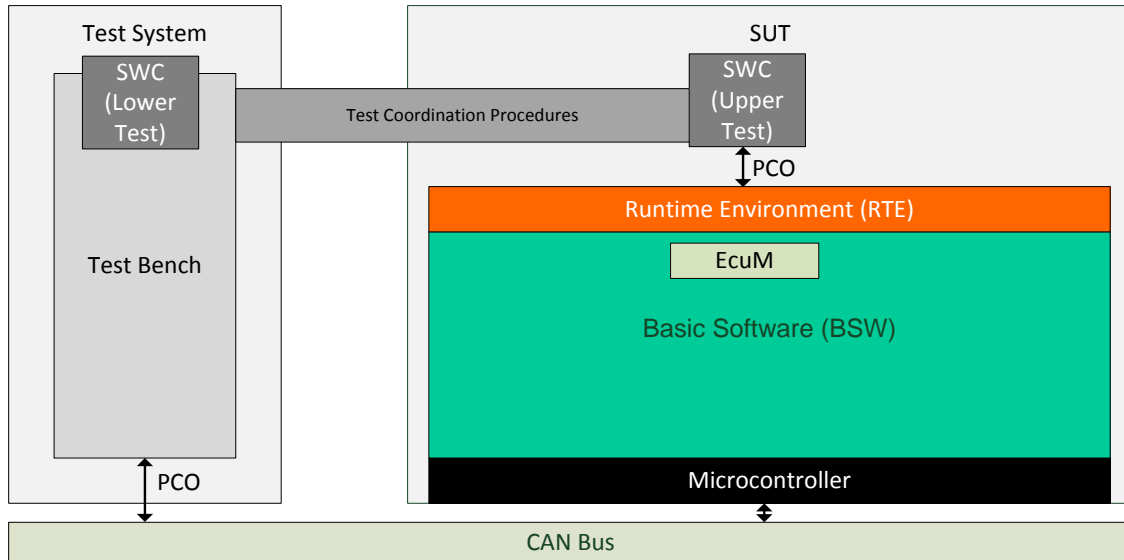 Test System
SWC
(Lower
Test)
Test Bench
PCO
Test Coordination Procedures
SUT
SWC
(Upper
Test)
PCO
Runtime Environment (RTE)
EcuM
Basic Software (BSW)
Microcontroller
CAN Bus